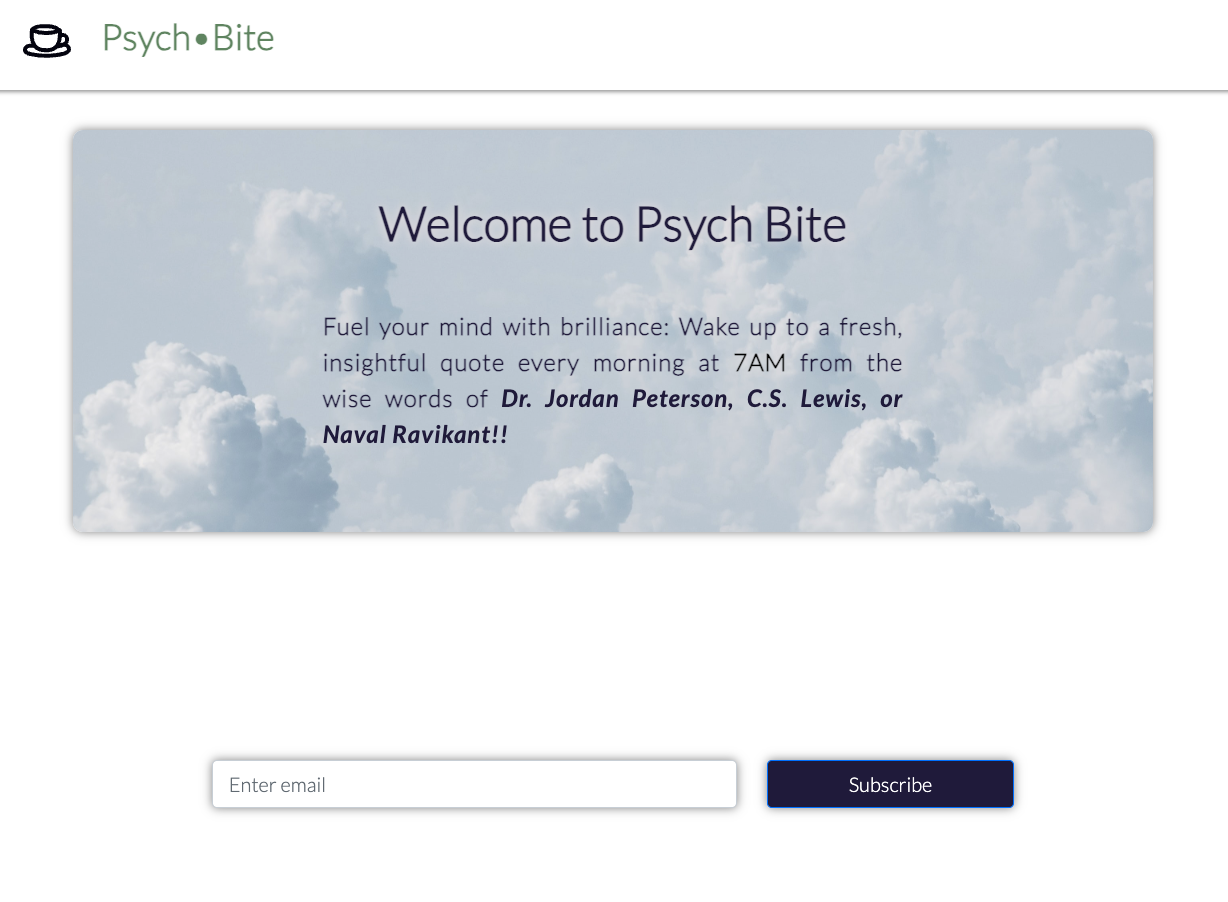 Psych•Bite
Welcome to Psych Bite
Fuel your mind with brilliance: Wake up to a fresh,
insightful quote every morning at 7AM from the
wise words of Dr. Jordan Peterson, C.S. Lewis, or
Naval Ravikant!!
Enter email
Subscribe